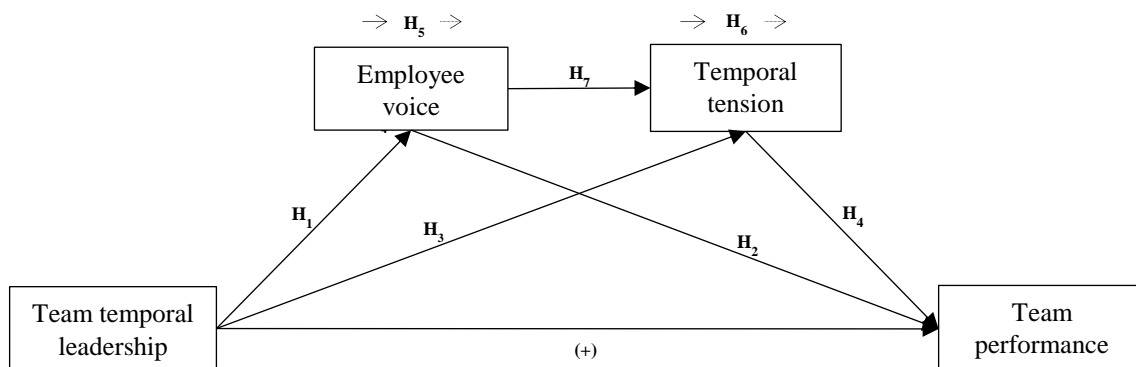 → H5 → → H6 →
Employee voice
H7
Temporal tension
H1
H3
H2
H4
Team temporal leadership
(+)
Team performance